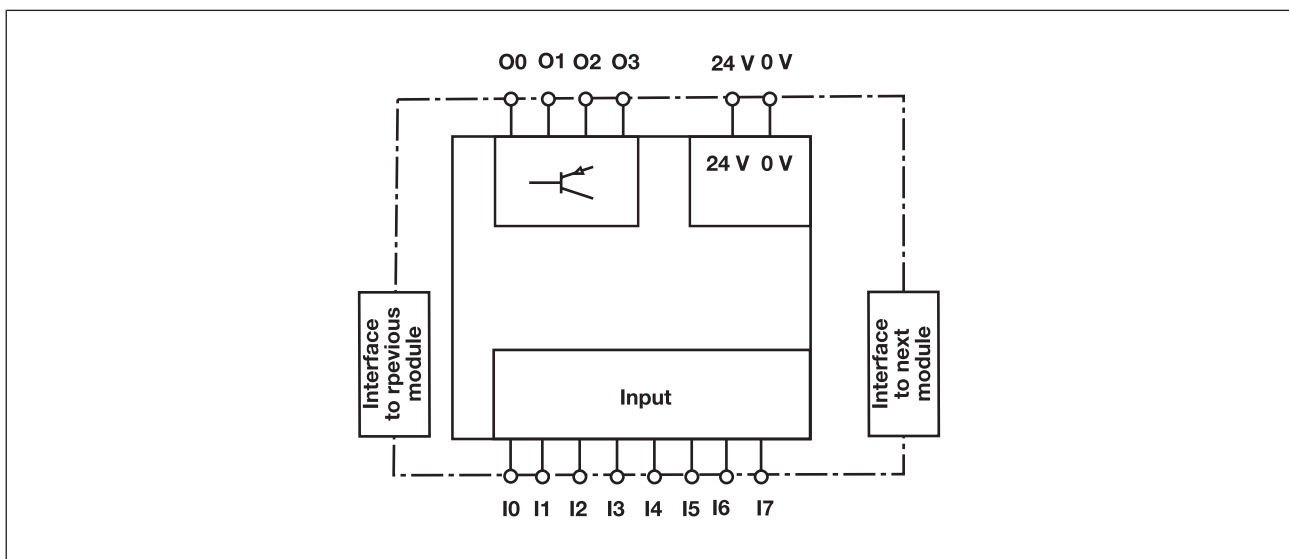 O0 O1 O2 O3 24 V 0 V
24 V 0 V
Interface
to rpevious
module
Interface
to next
module
Input
I0 I1 I2 I3 I4 I5 I6 I7